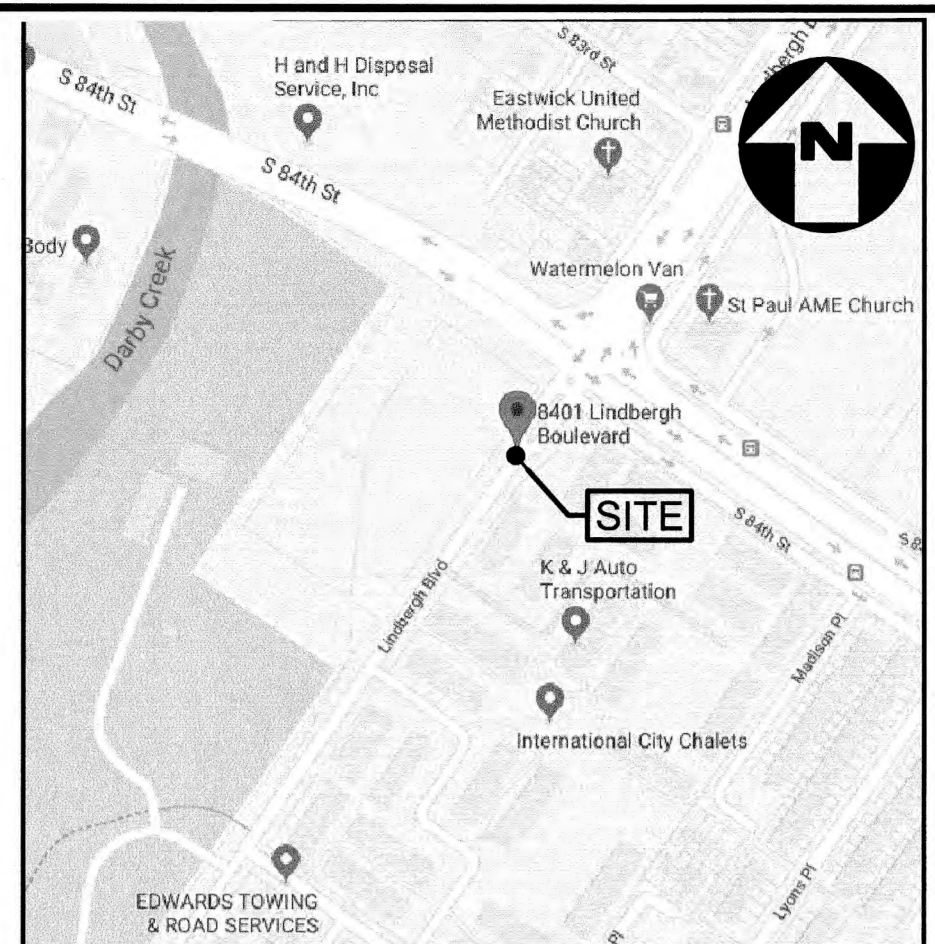 S 83rd St
H and H Disposal
Service, Inc
S 84th St
Eastwick United
Methodist Church
N
S 84th St
Body
Darby Creek
Watermelon Van
St Paul AME Church
8401 Lindbergh
Boulevard
SITE
S 84th St
K & J Auto
Transportation
Lindbergh Blvd
Madison Pl
International City Chalets
EDWARDS TOWING
& ROAD SERVICES
Lyons Pl
Pl